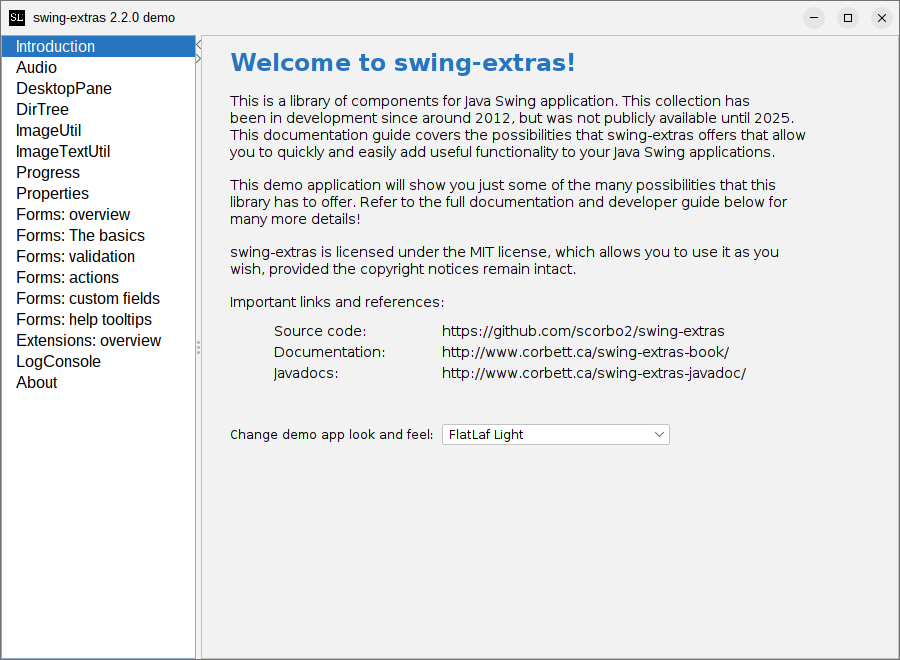 SL
swing-extras 2.2.0 demo
Introduction
Audio
DesktopPane
DirTree
ImageUtil
ImageTextUtil
Progress
Properties
Forms: overview
Forms: The basics
Forms: validation
Forms: actions
Forms: custom fields
Forms: help tooltips
Extensions: overview
LogConsole
About
Welcome to swing-extras!
This is a library of components for Java Swing application. This collection has
been in development since around 2012, but was not publicly available until 2025.
This documentation guide covers the possibilities that swing-extras offers that allow
you to quickly and easily add useful functionality to your Java Swing applications.
This demo application will show you just some of the many possibilities that this
library has to offer. Refer to the full documentation and developer guide below for
many more details!
swing-extras is licensed under the MIT license, which allows you to use it as you
wish, provided the copyright notices remain intact.
Important links and references:
Source code: https://github.com/scorbo2/swing-extras
Documentation: http://www.corbett.ca/swing-extras-book/
Javadocs: http://www.corbett.ca/swing-extras-javadoc/
Change demo app look and feel: FlatLaf Light